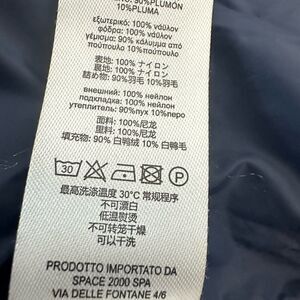 90%PLUMÓN
10%PLUMA
εξωτερικό: 100% νάϋλον
φόδρα: 100% νάϋλον
γέμισμα: 90% κάλυμμα από
πούπουλο 10%πούπουλο
表地: 100% ナイロン
裏地: 100% ナイロン
詰め物: 90%羽毛 10%羽毛
внешний: 100% нейлон
подкладка: 100% нейлон
утеплитель: 90%пух 10%перо
面料: 100%尼龙
里料: 100%尼龙
填充物: 90% 白鸭绒 10% 白鸭毛
30 P
最高洗涤温度 30°C 常规程序
不可漂白
低温熨烫
不可转笼干燥
可以干洗
PRODOTTO IMPORTATO DA
SPACE 2000 SPA
VIA DELLE FONTANE 4/6